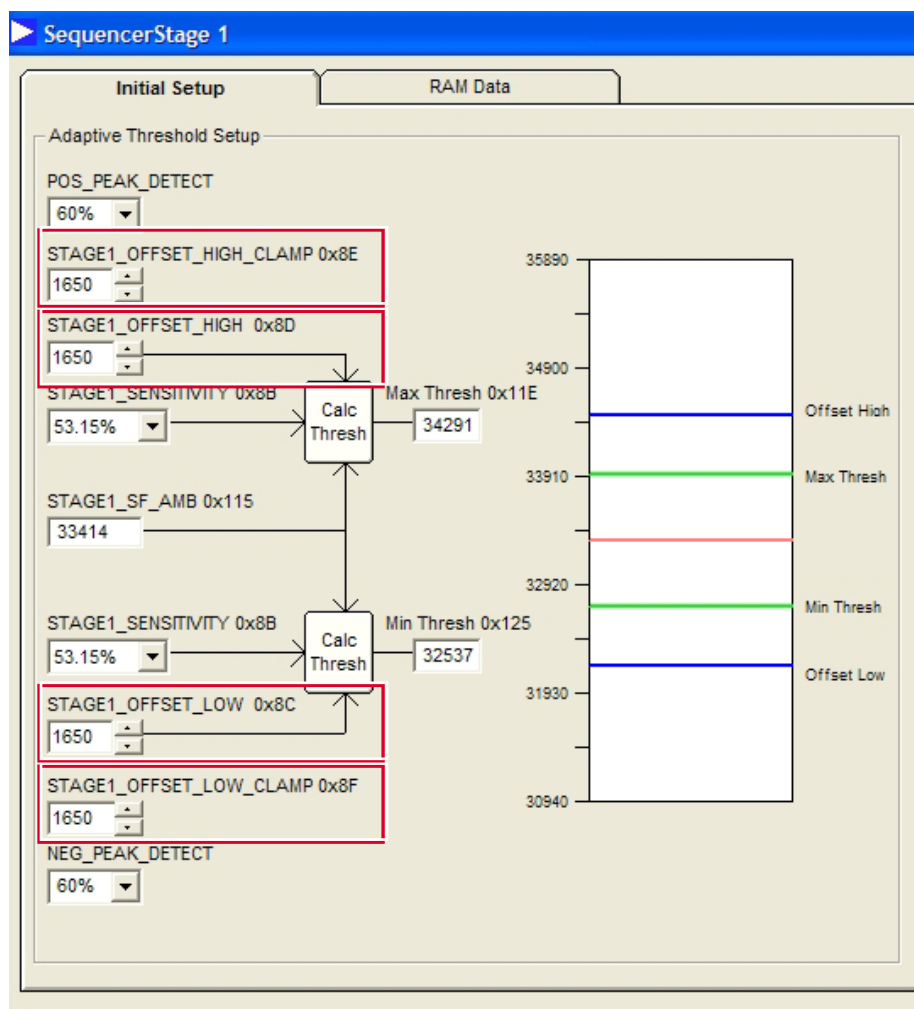 SequencerStage 1
Initial Setup
RAM Data
Adaptive Threshold Setup
POS_PEAK_DETECT
60%
STAGE1_OFFSET_HIGH_CLAMP 0x8E
1650
STAGE1_OFFSET_HIGH 0x8D
1650
STAGE1_SENSITIVITY 0x8B
53.15%
Calc
Thresh
Max Thresh 0x11E
34291
STAGE1_SF_AMB 0x115
33414
STAGE1_SENSITIVITY 0x8B
53.15%
Calc
Thresh
Min Thresh 0x125
32537
STAGE1_OFFSET_LOW 0x8C
1650
STAGE1_OFFSET_LOW_CLAMP 0x8F
1650
NEG_PEAK_DETECT
60%
35890
34900
33910
32920
31930
30940
Offset High
Max Thresh
Min Thresh
Offset Low